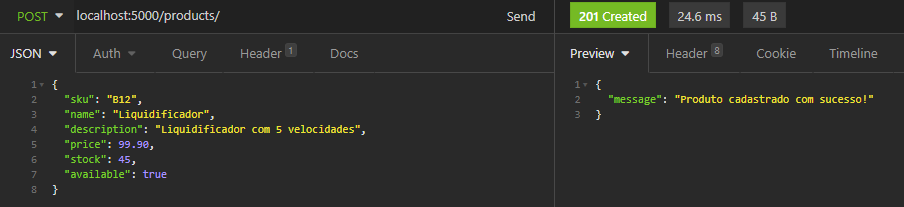 POST localhost:5000/products/ Send 201 Created 24.6 ms 45 B
JSON Auth Query Header 1 Docs Preview Header 8 Cookie Timeline
1 {
2 "sku": "B12",
3 "name": "Liquidificador",
4 "description": "Liquidificador com 5 velocidades",
5 "price": 99.90,
6 "stock": 45,
7 "available": true
8 }
1 {
2 "message": "Produto cadastrado com sucesso!"
3 }